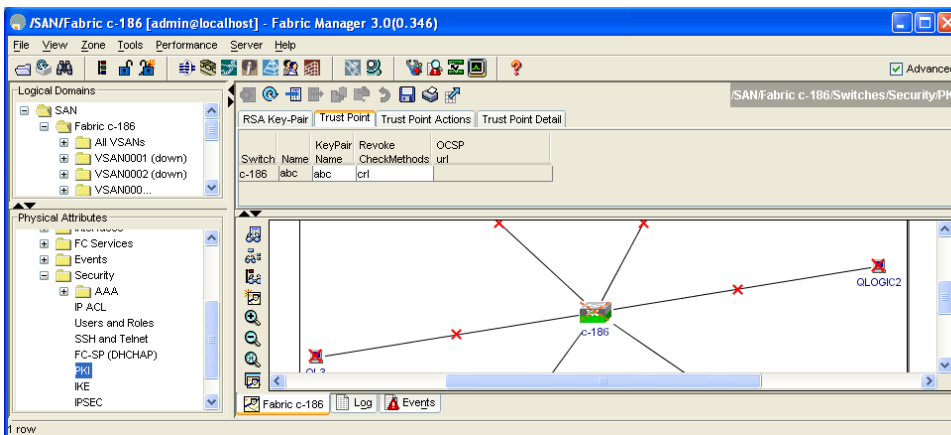 /SAN/Fabric c-186 [admin@localhost] - Fabric Manager 3.0(0.346)
File View Zone Tools Performance Server Help
Advanced
Logical Domains
SAN
Fabric c-186
All VSANs
VSAN0001 (down)
VSAN0002 (down)
VSAN000...
Physical Attributes
FC Services
Events
Security
AAA
IP ACL
Users and Roles
SSH and Telnet
FC-SP (DHCHAP)
PKI
IKE
IPSEC
/SAN/Fabric c-186/Switches/Security/PK
RSA Key-Pair Trust Point Trust Point Actions Trust Point Detail
KeyPair Revoke OCSP
Switch Name Name CheckMethods url
c-186 abc abc crl
QLOGIC2
c-186
Fabric c-186 Log Events
1 row